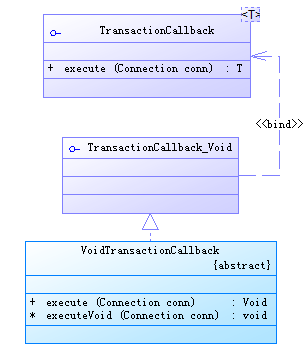 <T>
TransactionCallback
+ execute (Connection conn) : T
<<bind>>
TransactionCallback_Void
VoidTransactionCallback
{abstract}
+ execute (Connection conn) : Void
* executeVoid (Connection conn) : void